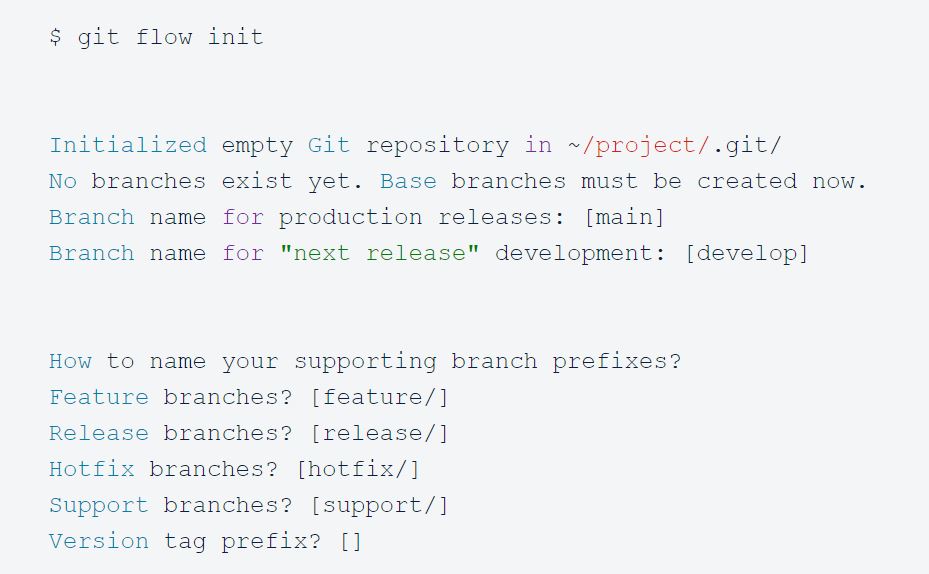 $ git flow init
Initialized empty Git repository in ~/project/.git/
No branches exist yet. Base branches must be created now.
Branch name for production releases: [main]
Branch name for "next release" development: [develop]
How to name your supporting branch prefixes?
Feature branches? [feature/]
Release branches? [release/]
Hotfix branches? [hotfix/]
Support branches? [support/]
Version tag prefix? []